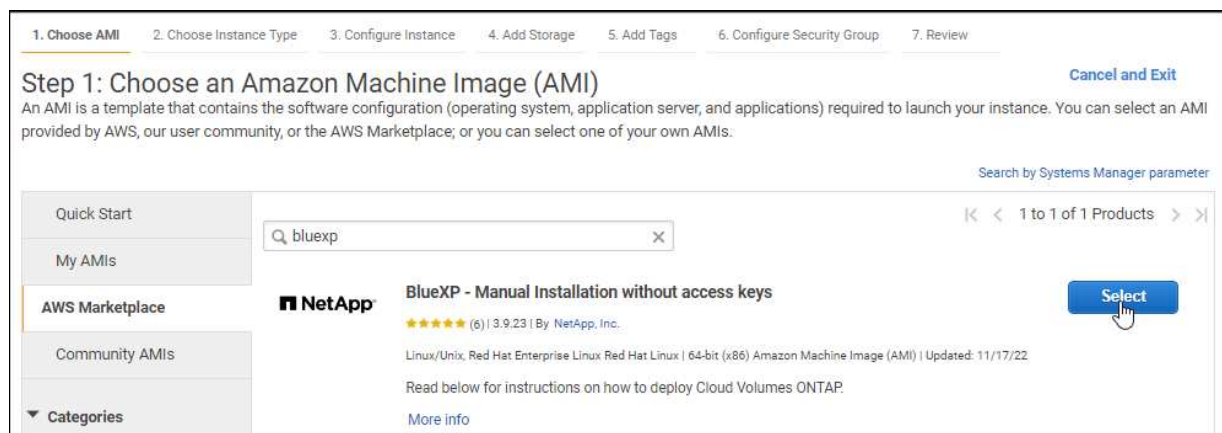 1. Choose AMI 2. Choose Instance Type 3. Configure Instance 4. Add Storage 5. Add Tags 6. Configure Security Group 7. Review
Step 1: Choose an Amazon Machine Image (AMI)
Cancel and Exit
An AMI is a template that contains the software configuration (operating system, application server, and applications) required to launch your instance. You can select an AMI
provided by AWS, our user community, or the AWS Marketplace; or you can select one of your own AMIs.
Search by Systems Manager parameter
Quick Start
My AMIs
AWS Marketplace
Community AMIs
Categories
bluexp
1 to 1 of 1 Products
NetApp
BlueXP - Manual Installation without access keys
(6) | 3.9.23 | By NetApp, Inc.
Linux/Unix, Red Hat Enterprise Linux Red Hat Linux | 64-bit (x86) Amazon Machine Image (AMI) | Updated: 11/17/22
Read below for instructions on how to deploy Cloud Volumes ONTAP.
More info
Select